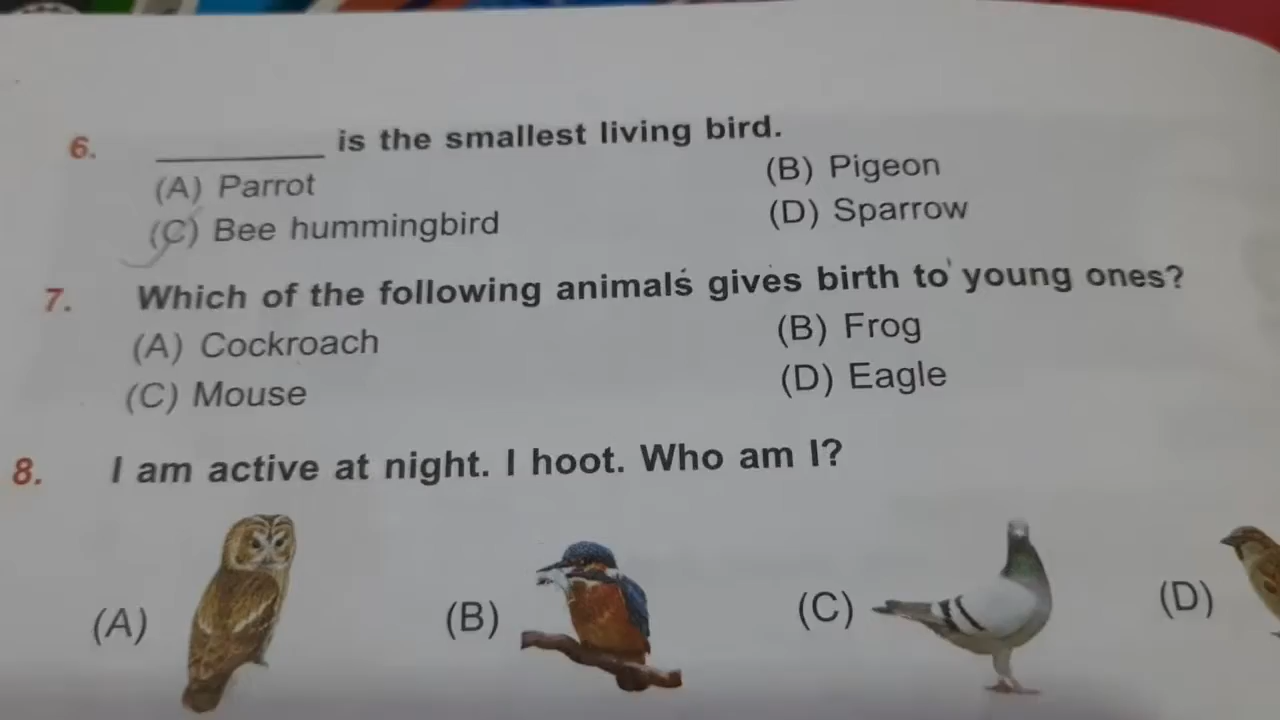 6. ________ is the smallest living bird.
(A) Parrot (B) Pigeon
(C) Bee hummingbird (D) Sparrow
7. Which of the following animals gives birth to young ones?
(A) Cockroach (B) Frog
(C) Mouse (D) Eagle
8. I am active at night. I hoot. Who am I?
(A) (B) (C) (D)